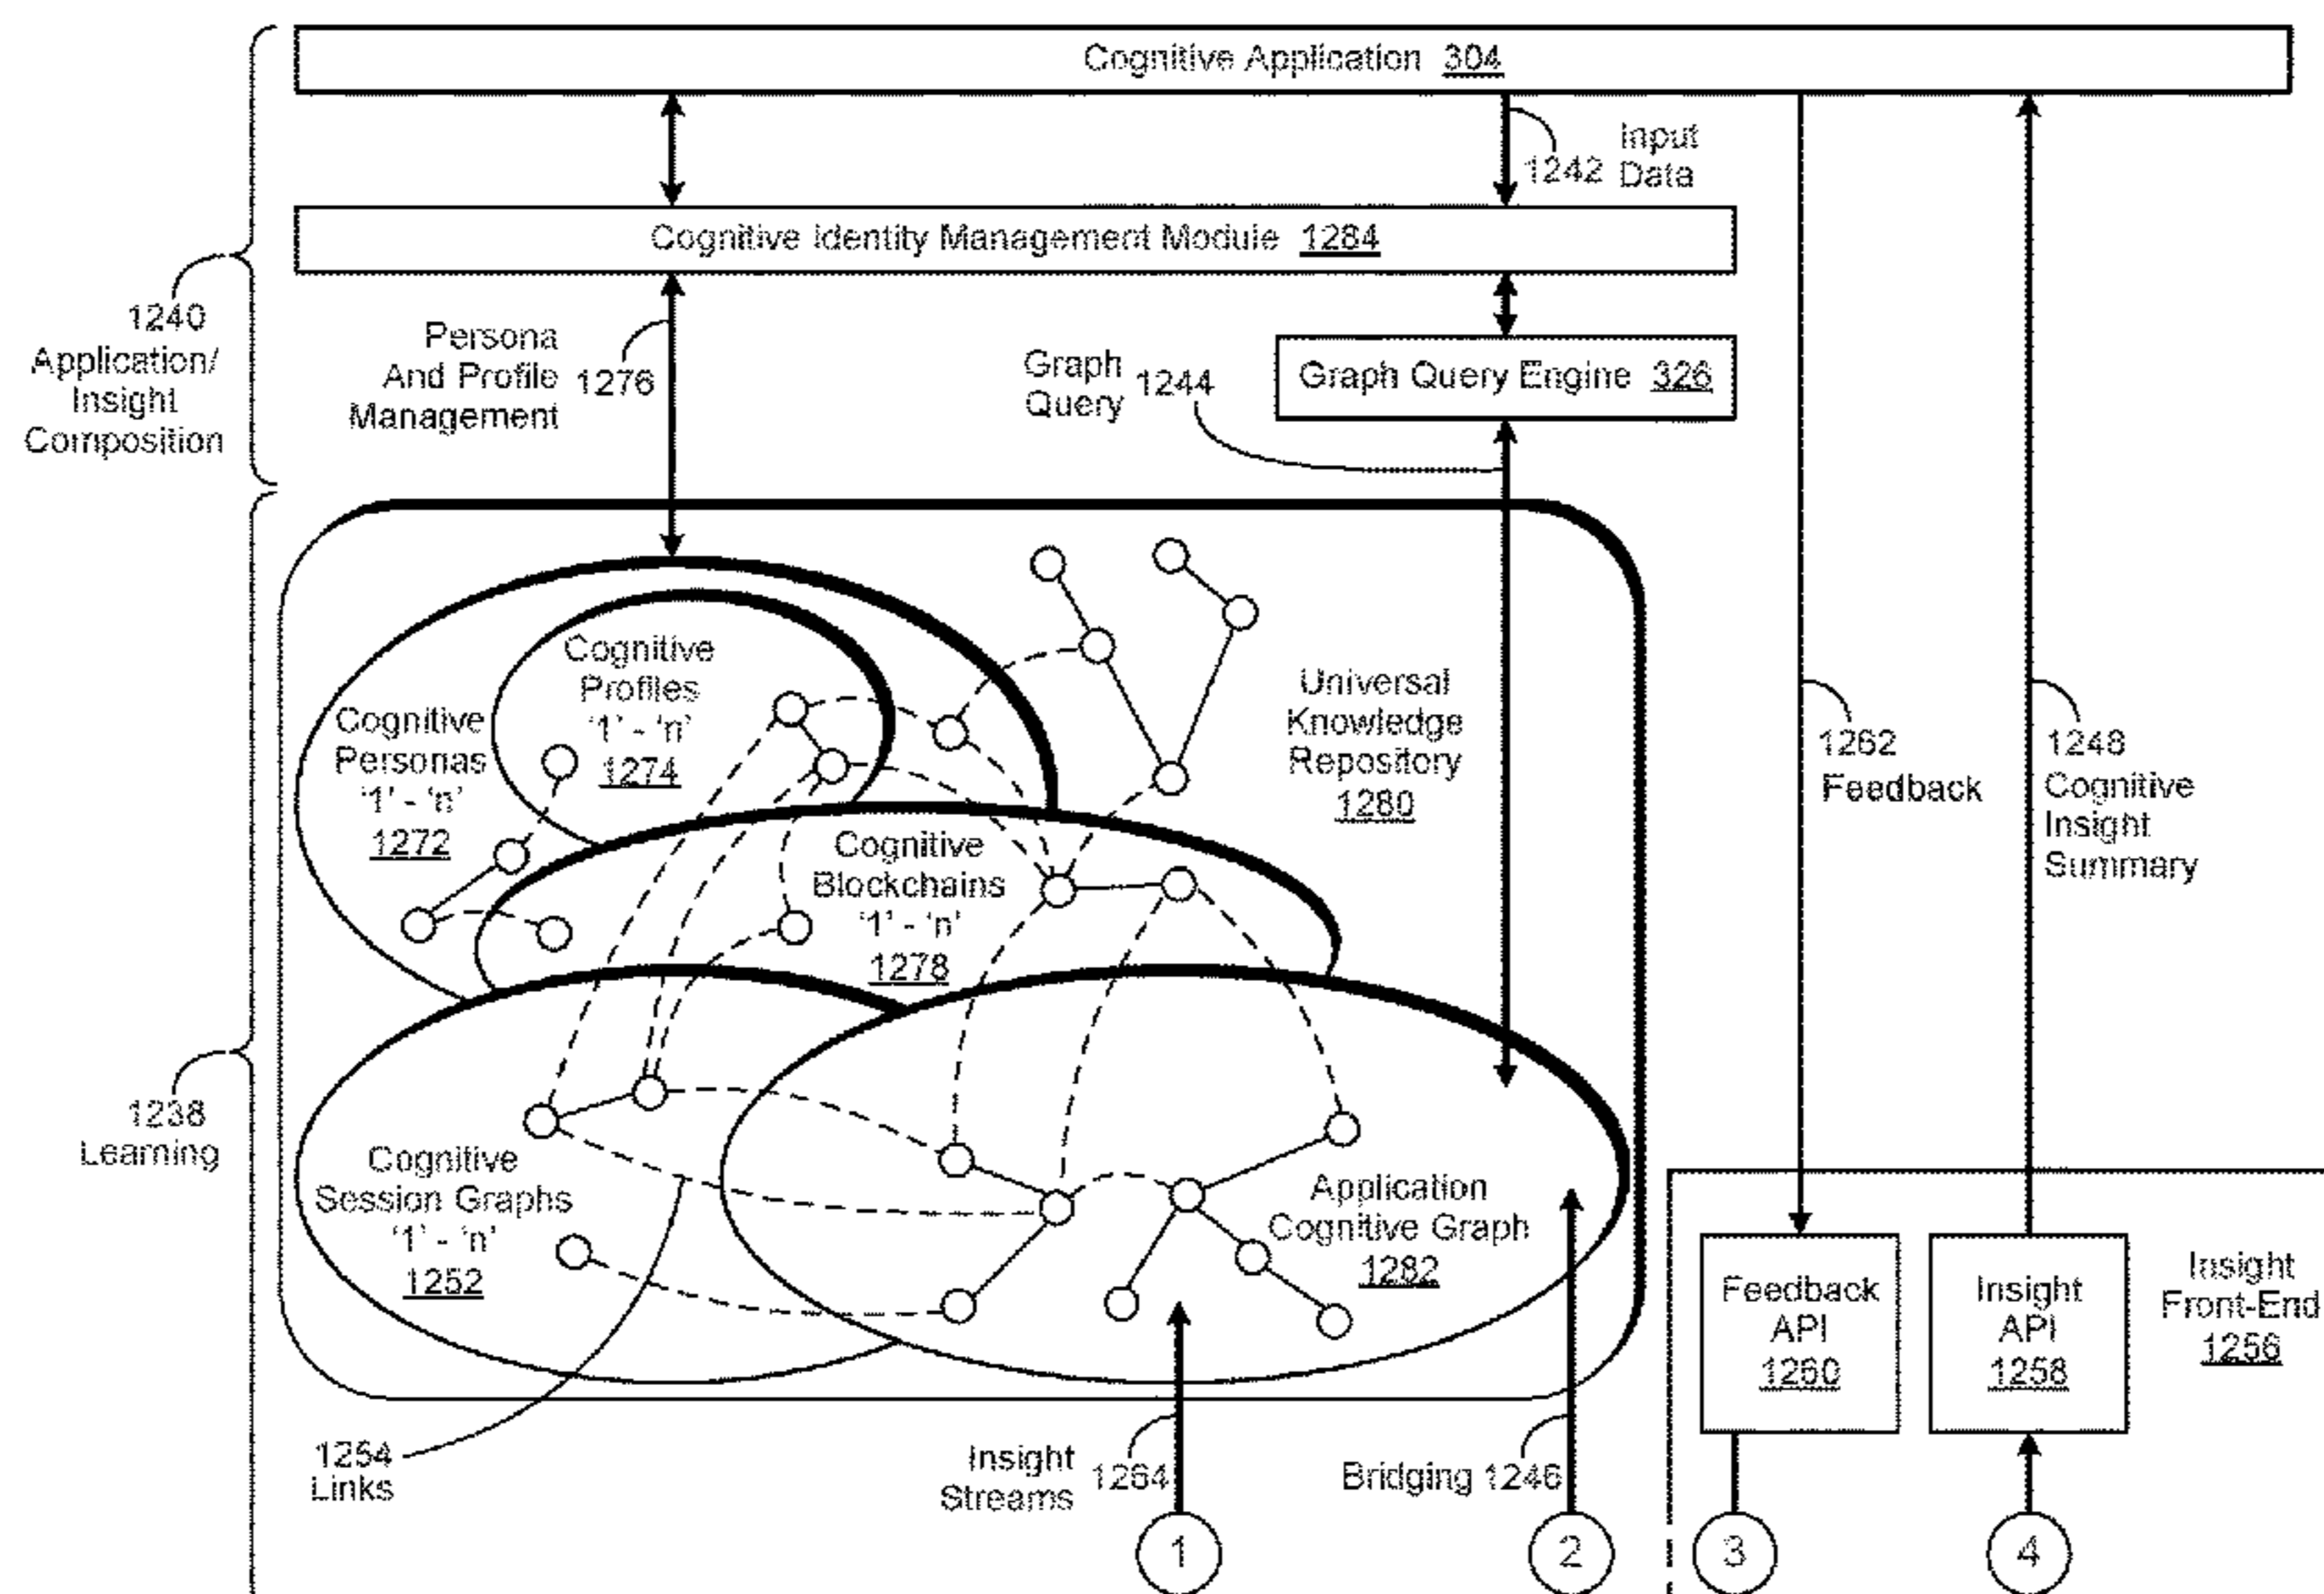 Cognitive Application 304
Input
1242 Data
Cognitive Identity Management Module 1284
1240
Application/
Insight
Composition
Persona
And Profile 1276
Management
Graph 1244
Query
Graph Query Engine 326
Cognitive
Profiles
'1' - 'n'
1274
Cognitive
Personas
'1' - 'n'
1272
Universal
Knowledge
Repository
1280
1262
Feedback
1248
Cognitive
Insight
Summary
Cognitive
Blockchains
'1' - 'n'
1278
1238
Learning
Cognitive
Session Graphs
'1' - 'n'
1252
Application
Cognitive Graph
1282
Feedback
API
1260
Insight
API
1258
Insight
Front-End
1256
1254
Links
Insight 1264
Streams
Bridging 1246
1
2
3
4